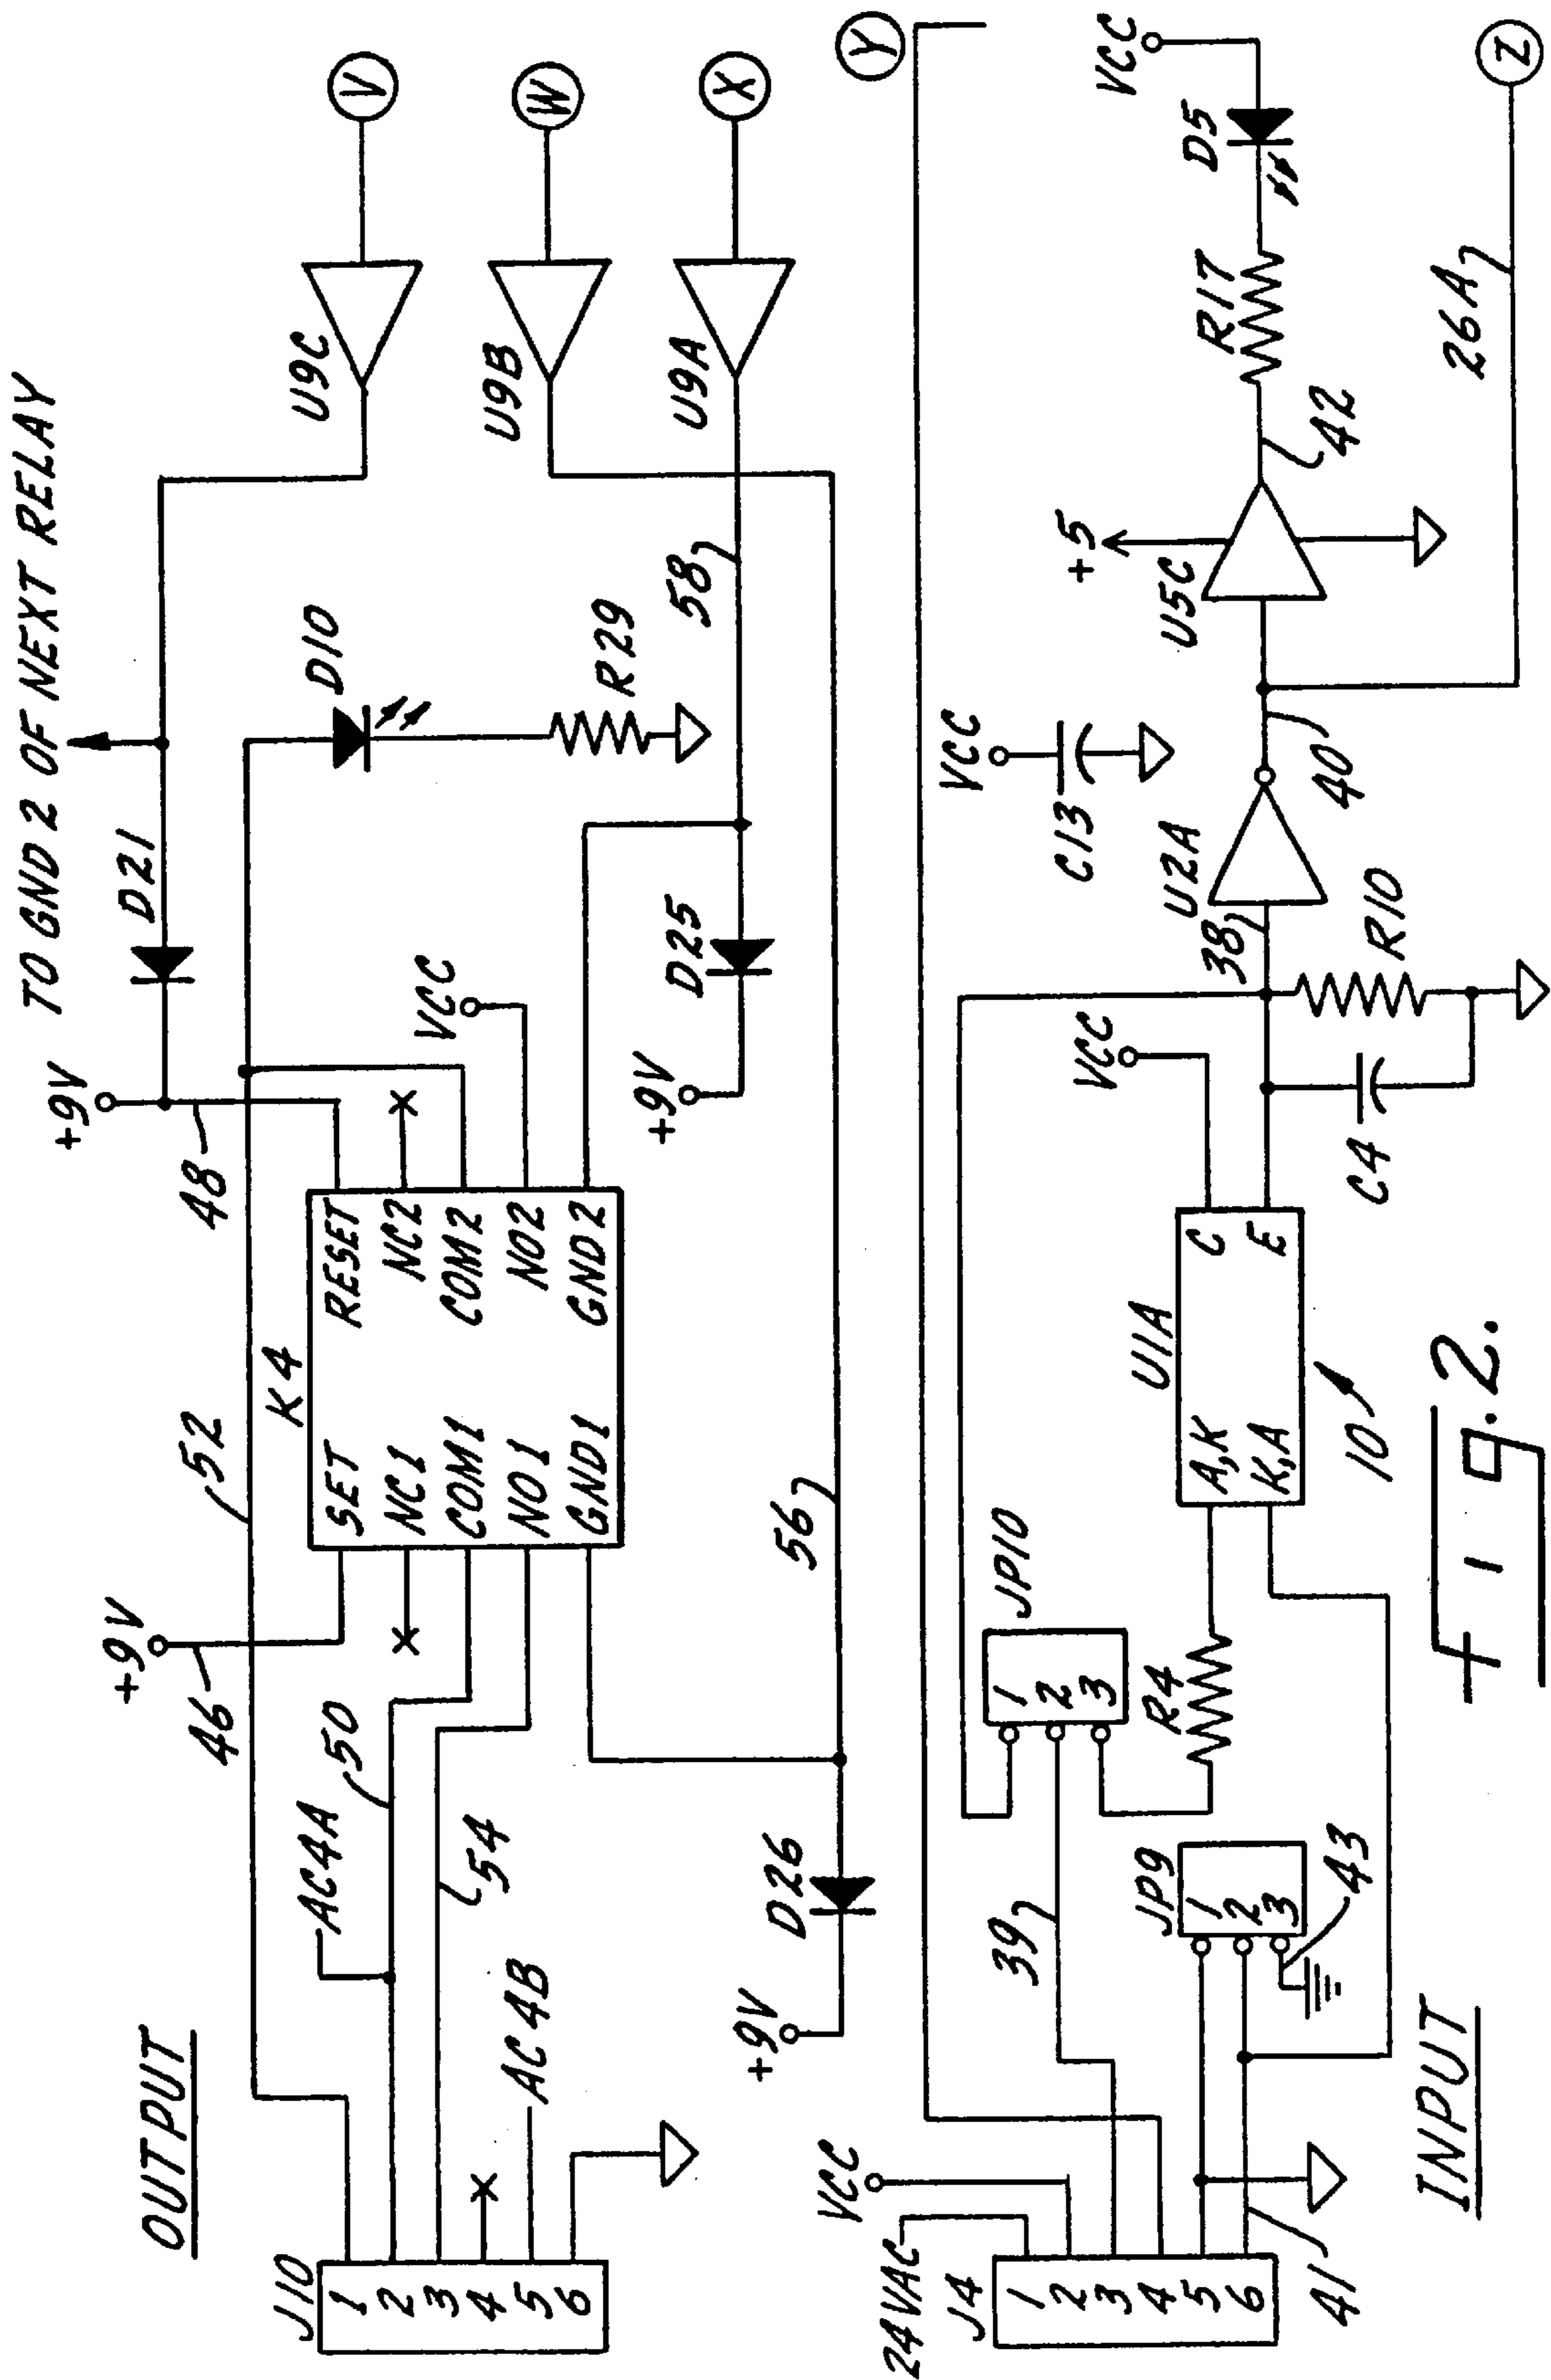 OUTPUT
TO GND 2 OF NEXT RELAY
+9V
D21
48
+9V
46
52
K4
SET
NC1
COM1
NO1
GND1
RESET
NC2
COM2
NO2
GND2
VCC
D10
R29
U9C
V
U9B
W
U9A
X
58
D25
+9V
J10
1
2
3
4
5
6
AC4A
50
54
AC4B
56
D26
+9V
Y
INPUT
24VAC
VCC
J4
1
2
3
4
5
6
41
39
JP9
1
2
3
43
JP10
1
2
3
R4
U1A
A,K
K,A
C
E
10
VCC
C4
R10
38
U2A
C13
VCC
40
U5C
+5
42
R17
D5
VCC
26A
Z
Fig. 2.